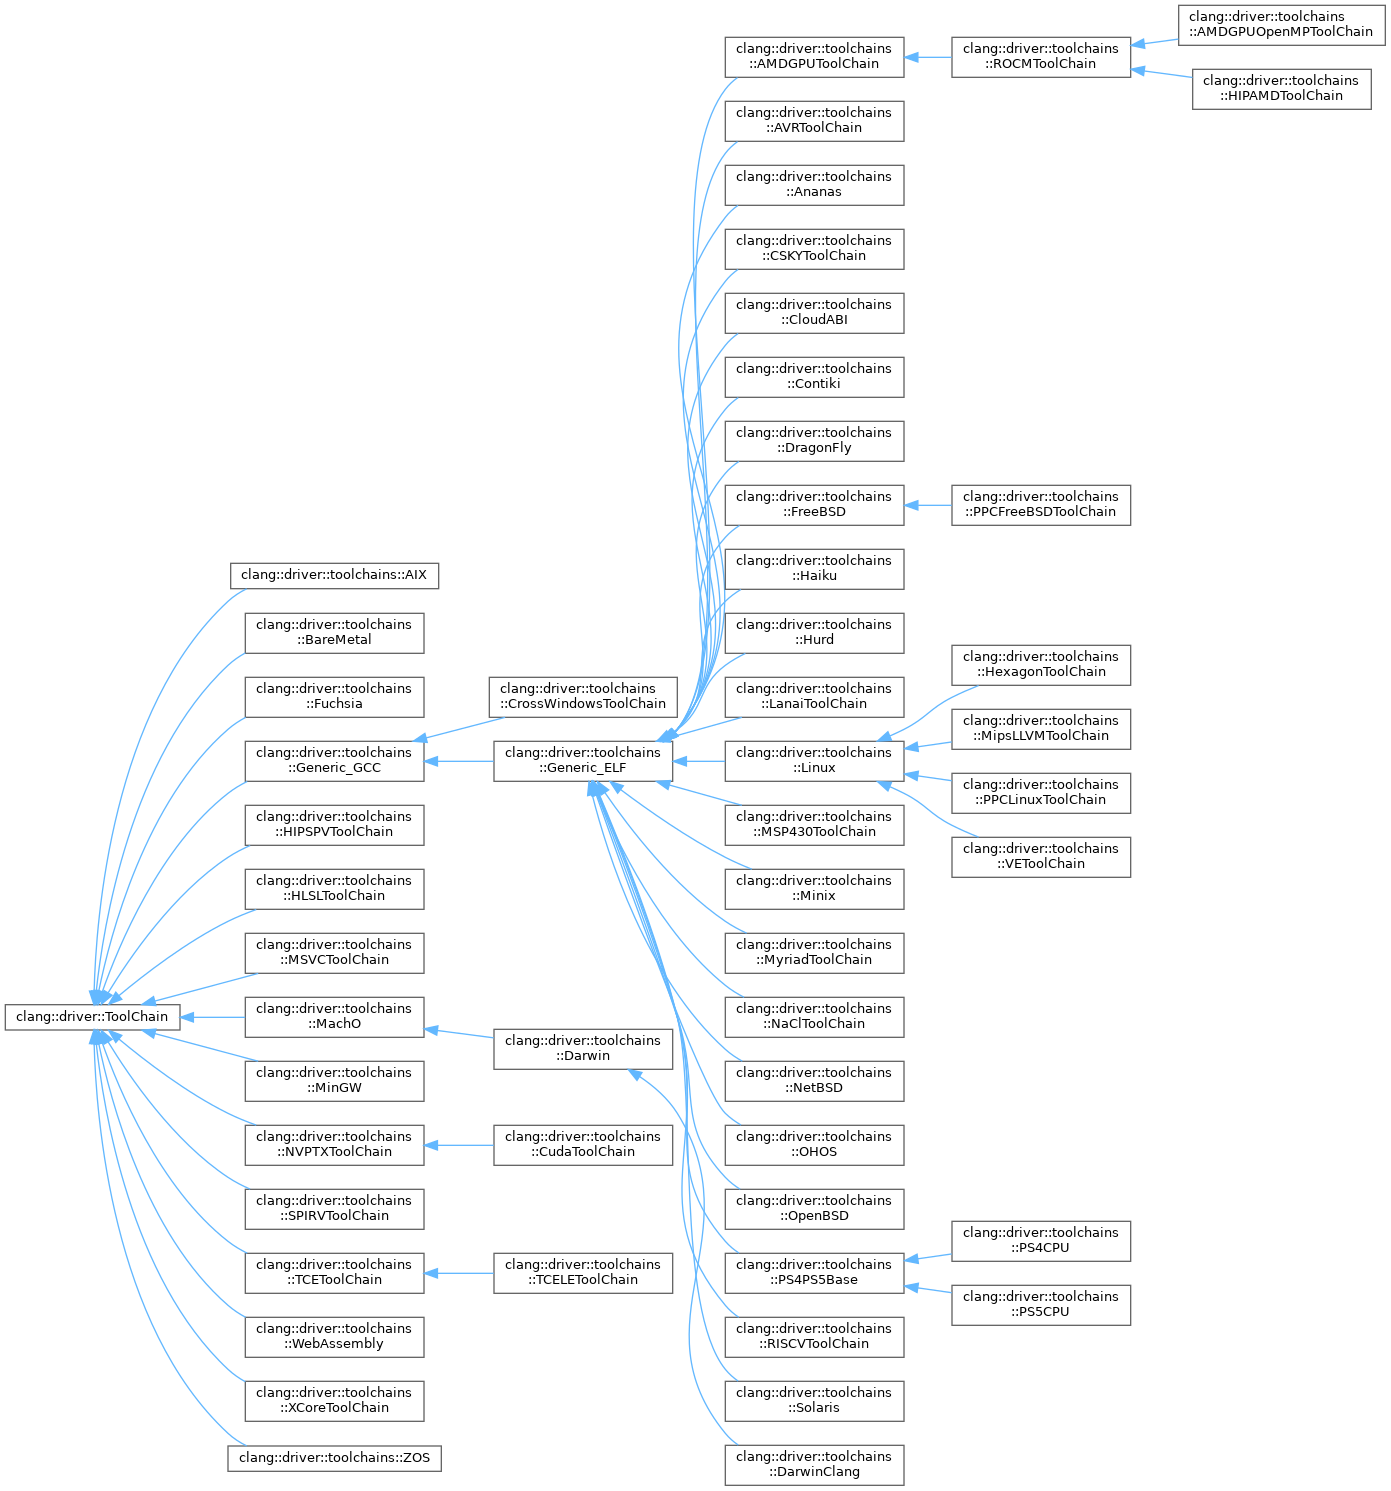 clang::driver::ToolChain
clang::driver::toolchains::AIX
clang::driver::toolchains
::BareMetal
clang::driver::toolchains
::Fuchsia
clang::driver::toolchains
::Generic_GCC
clang::driver::toolchains
::HIPSPVToolChain
clang::driver::toolchains
::HLSLToolChain
clang::driver::toolchains
::MSVCToolChain
clang::driver::toolchains
::MachO
clang::driver::toolchains
::MinGW
clang::driver::toolchains
::NVPTXToolChain
clang::driver::toolchains
::SPIRVToolChain
clang::driver::toolchains
::TCEToolChain
clang::driver::toolchains
::WebAssembly
clang::driver::toolchains
::XCoreToolChain
clang::driver::toolchains::ZOS
clang::driver::toolchains
::CrossWindowsToolChain
clang::driver::toolchains
::Generic_ELF
clang::driver::toolchains
::Darwin
clang::driver::toolchains
::CudaToolChain
clang::driver::toolchains
::TCELEToolChain
clang::driver::toolchains
::AMDGPUToolChain
clang::driver::toolchains
::AVRToolChain
clang::driver::toolchains
::Ananas
clang::driver::toolchains
::CSKYToolChain
clang::driver::toolchains
::CloudABI
clang::driver::toolchains
::Contiki
clang::driver::toolchains
::DragonFly
clang::driver::toolchains
::FreeBSD
clang::driver::toolchains
::Haiku
clang::driver::toolchains
::Hurd
clang::driver::toolchains
::LanaiToolChain
clang::driver::toolchains
::Linux
clang::driver::toolchains
::MSP430ToolChain
clang::driver::toolchains
::Minix
clang::driver::toolchains
::MyriadToolChain
clang::driver::toolchains
::NaClToolChain
clang::driver::toolchains
::NetBSD
clang::driver::toolchains
::OHOS
clang::driver::toolchains
::OpenBSD
clang::driver::toolchains
::PS4PS5Base
clang::driver::toolchains
::RISCVToolChain
clang::driver::toolchains
::Solaris
clang::driver::toolchains
::DarwinClang
clang::driver::toolchains
::ROCMToolChain
clang::driver::toolchains
::PPCFreeBSDToolChain
clang::driver::toolchains
::HexagonToolChain
clang::driver::toolchains
::MipsLLVMToolChain
clang::driver::toolchains
::PPCLinuxToolChain
clang::driver::toolchains
::VEToolChain
clang::driver::toolchains
::PS4CPU
clang::driver::toolchains
::PS5CPU
clang::driver::toolchains
::AMDGPUOpenMPToolChain
clang::driver::toolchains
::HIPAMDToolChain